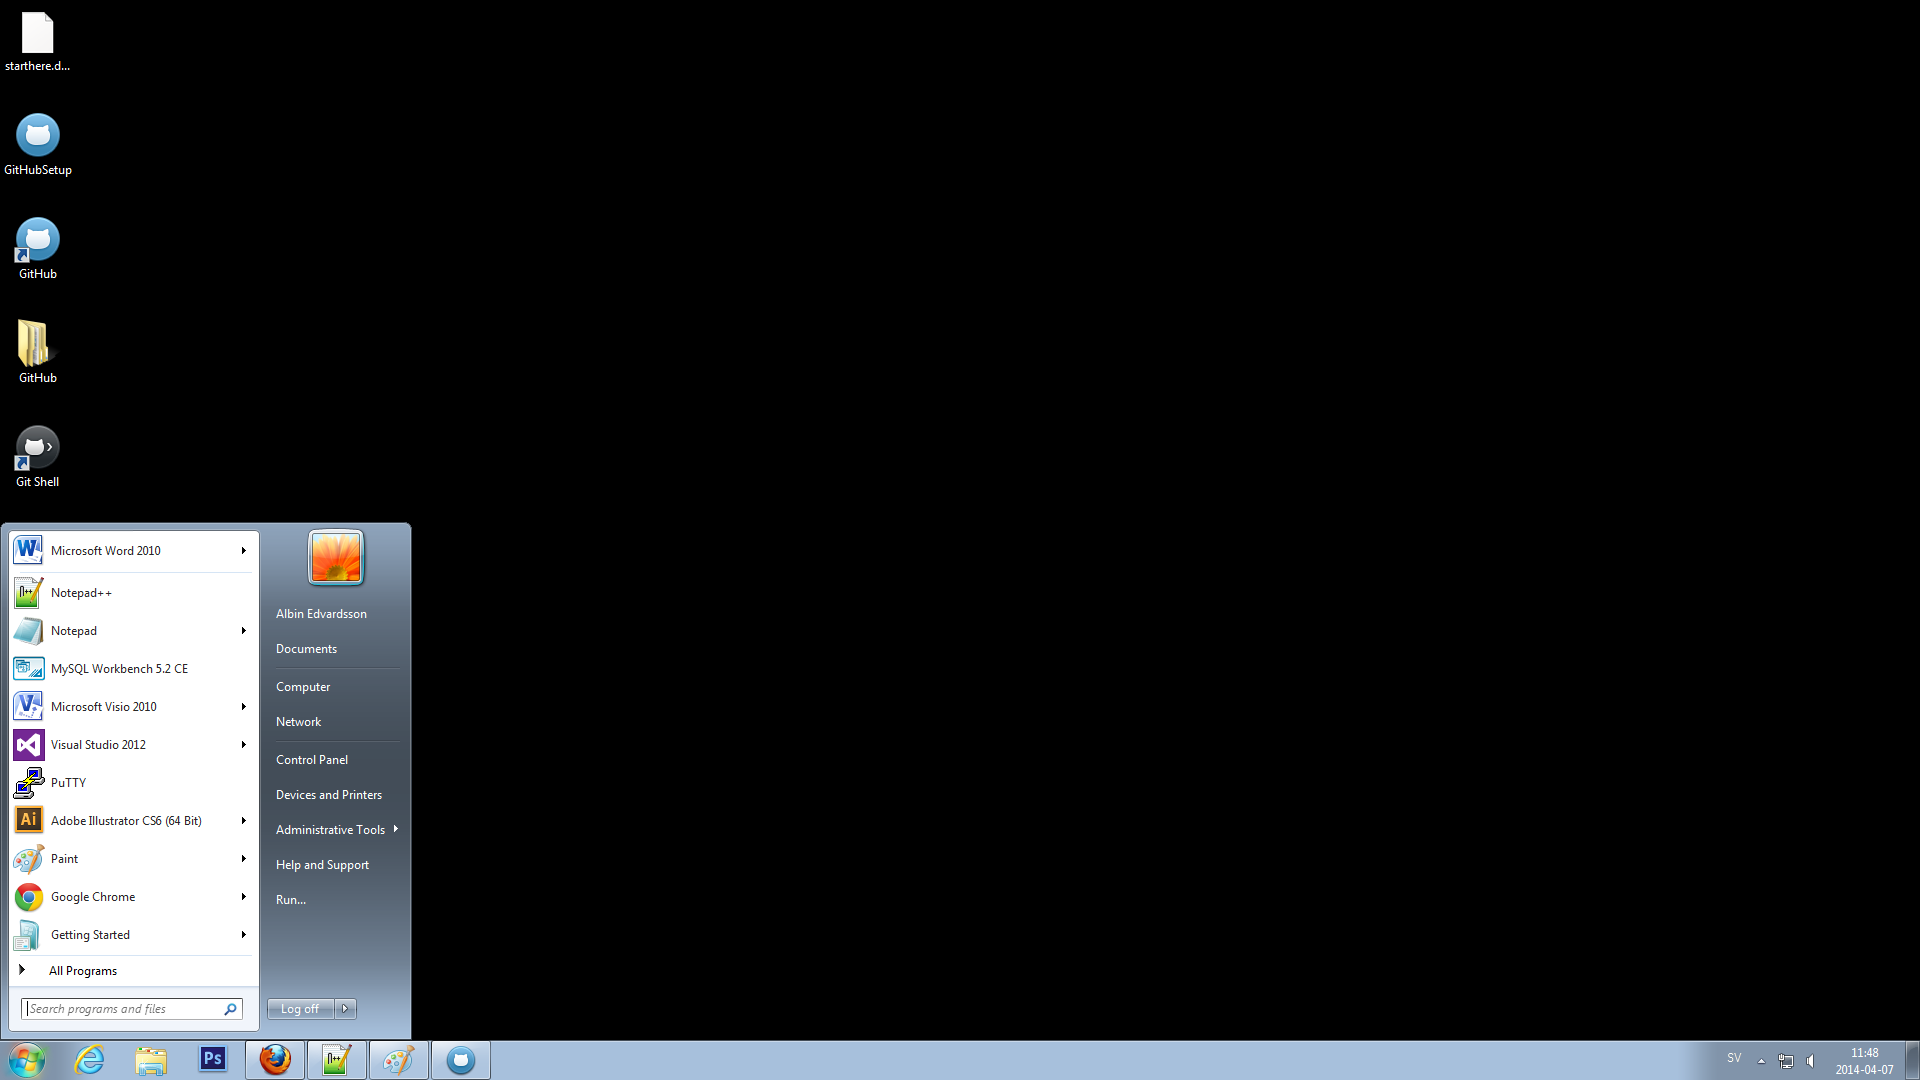 starthere.d...
GitHubSetup
GitHub
GitHub
Git Shell
Microsoft Word 2010
Notepad++
Notepad
MySQL Workbench 5.2 CE
Microsoft Visio 2010
Visual Studio 2012
PuTTY
Adobe Illustrator CS6 (64 Bit)
Paint
Google Chrome
Getting Started
All Programs
Search programs and files
Albin Edvardsson
Documents
Computer
Network
Control Panel
Devices and Printers
Administrative Tools
Help and Support
Run...
Log off
Ps
SV
11:48
2014-04-07